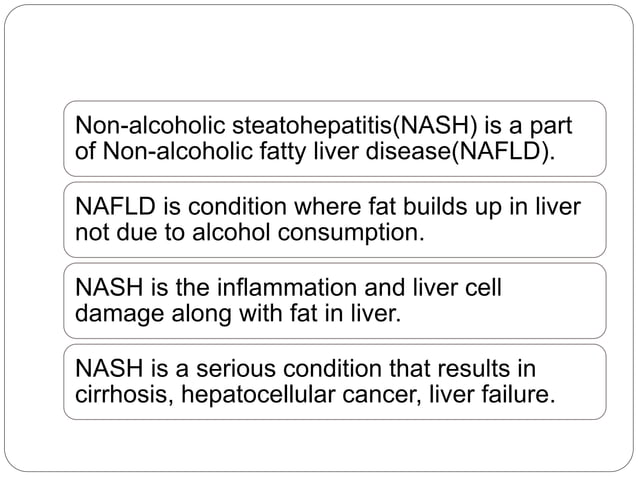 Non-alcoholic steatohepatitis(NASH) is a part
of Non-alcoholic fatty liver disease(NAFLD).
NAFLD is condition where fat builds up in liver
not due to alcohol consumption.
NASH is the inflammation and liver cell
damage along with fat in liver.
NASH is a serious condition that results in
cirrhosis, hepatocellular cancer, liver failure.